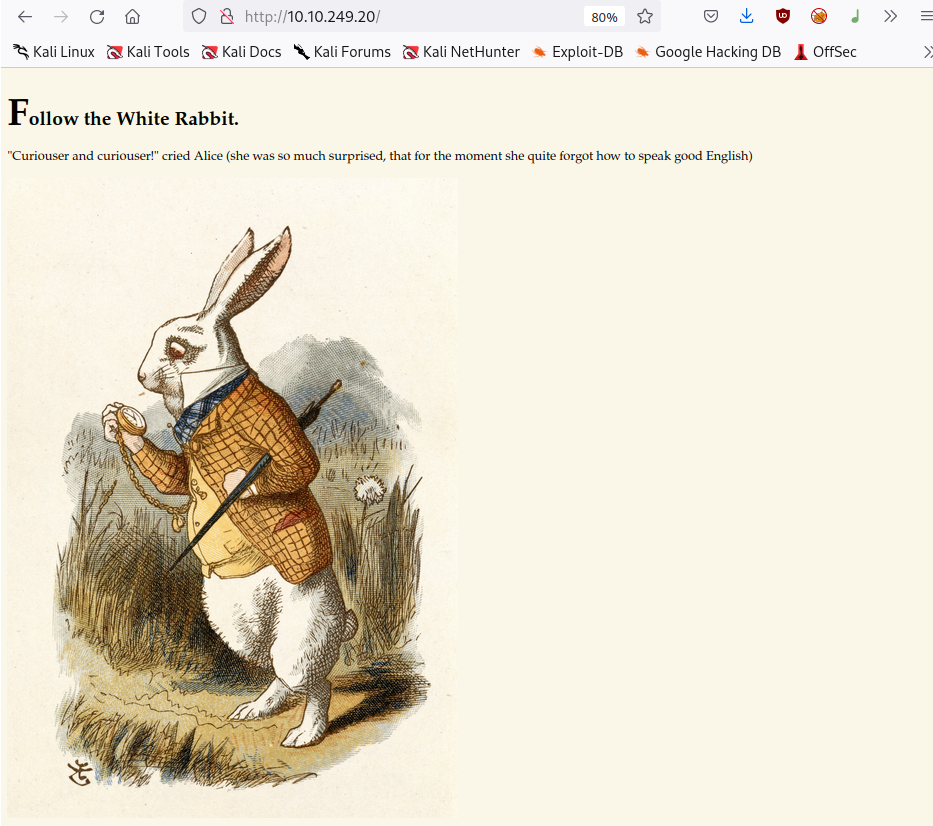 http://10.10.249.20/
80%
Kali Linux Kali Tools Kali Docs Kali Forums Kali NetHunter Exploit-DB Google Hacking DB OffSec
Follow the White Rabbit.
"Curiouser and curiouser!" cried Alice (she was so much surprised, that for the moment she quite forgot how to speak good English)